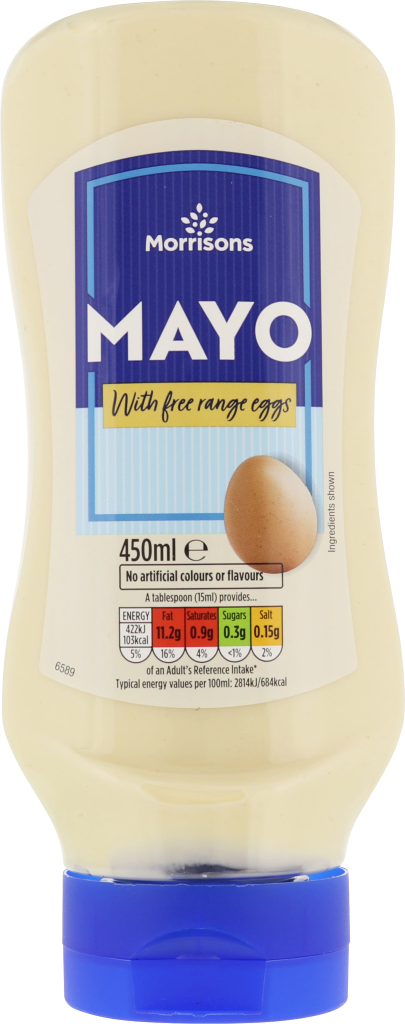 Morrisons
MAYO
With free range eggs
Ingredients shown
450ml ℮
No artificial colours or flavours
A tablespoon (15ml) provides...
ENERGY Fat Saturates Sugars Salt
422kJ
103kcal 11.2g 0.9g 0.3g 0.15g
5% 16% 4% <1% 2%
of an Adult's Reference Intake*
Typical energy values per 100ml: 2814kJ/684kcal
6589